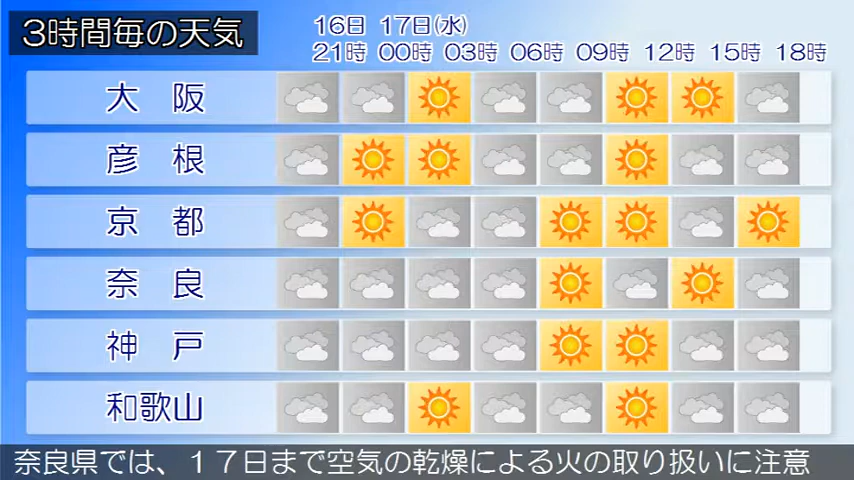 3時間毎の天気
16日 17日(水)
21時 00時 03時 06時 09時 12時 15時 18時
大 阪
彦 根
京 都
奈 良
神 戸
和歌山
奈良県では、１７日まで空気の乾燥による火の取り扱いに注意